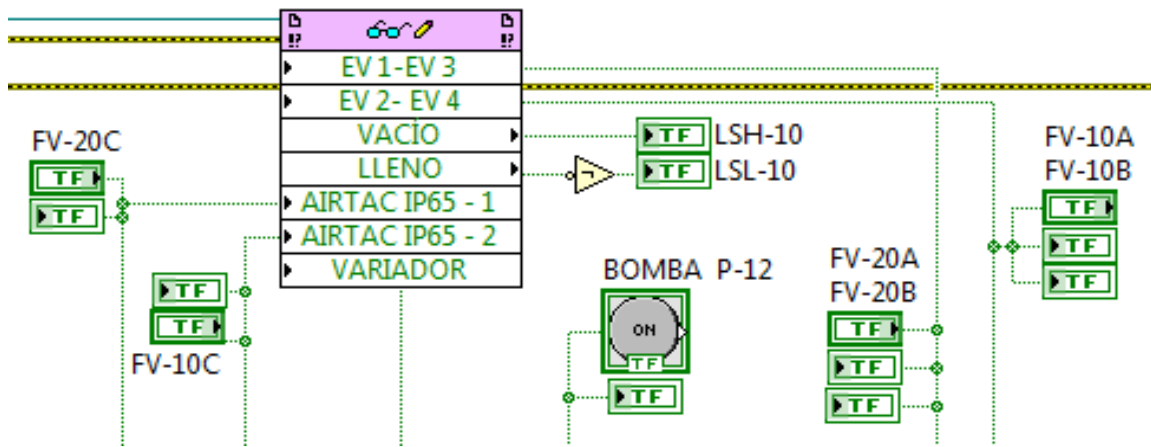 EV 1-EV 3
EV 2- EV 4
VACÍO
LLENO
AIRTAC IP65 - 1
AIRTAC IP65 - 2
VARIADOR
FV-20C
TF
TF
TF
TF
FV-10C
TF
LSH-10
TF
LSL-10
BOMBA P-12
ON
TF
TF
FV-20A
FV-20B
TF
TF
TF
FV-10A
FV-10B
TF
TF
TF